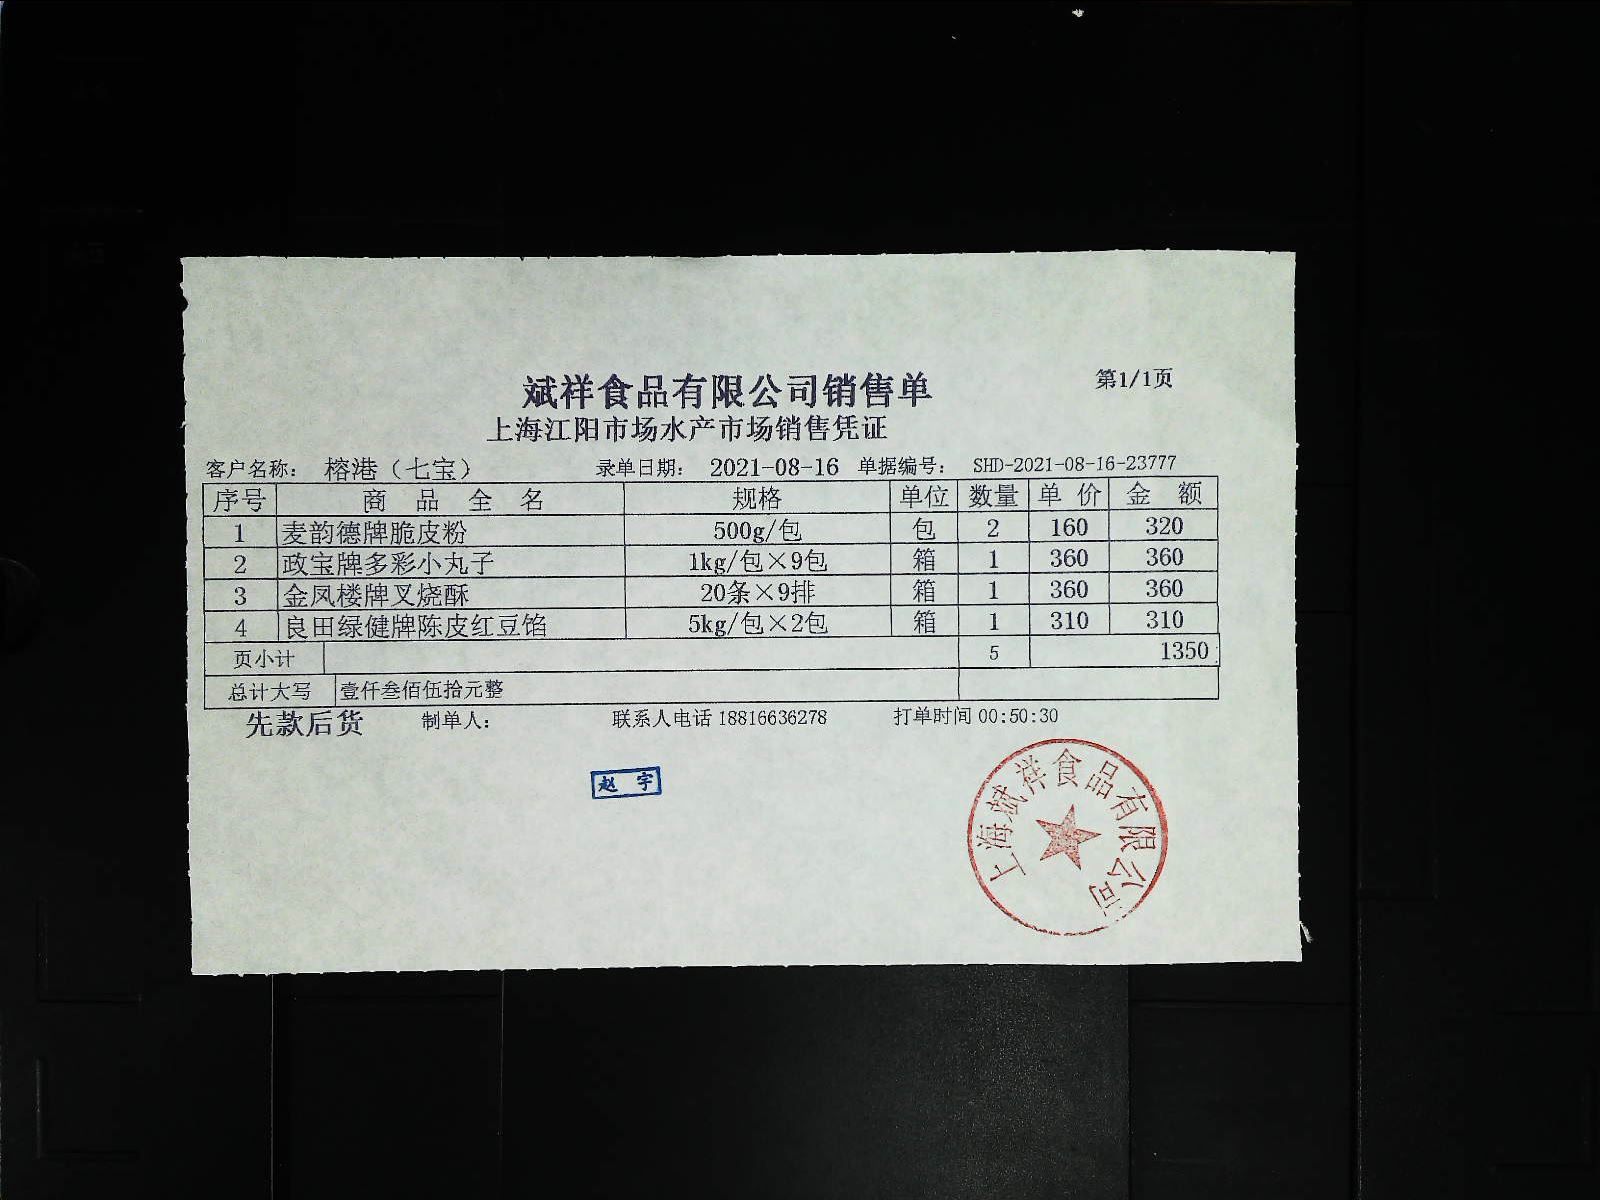 斌祥食品有限公司销售单 第1/1页
上海江阳市场水产市场销售凭证
客户名称： 榕港（七宝） 录单日期： 2021-08-16 单据编号： SHD-2021-08-16-23777
序号 商品全名 规格 单位 数量 单价 金额
1 麦韵德牌脆皮粉 500g/包 包 2 160 320
2 政宝牌多彩小丸子 1kg/包×9包 箱 1 360 360
3 金凤楼牌叉烧酥 20条×9排 箱 1 360 360
4 良田绿健牌陈皮红豆馅 5kg/包×2包 箱 1 310 310
页小计 5 1350
总计大写 壹仟叁佰伍拾元整
先款后货 制单人： 联系人电话 18816636278 打单时间 00:50:30
赵宇
上海斌祥食品有限公司